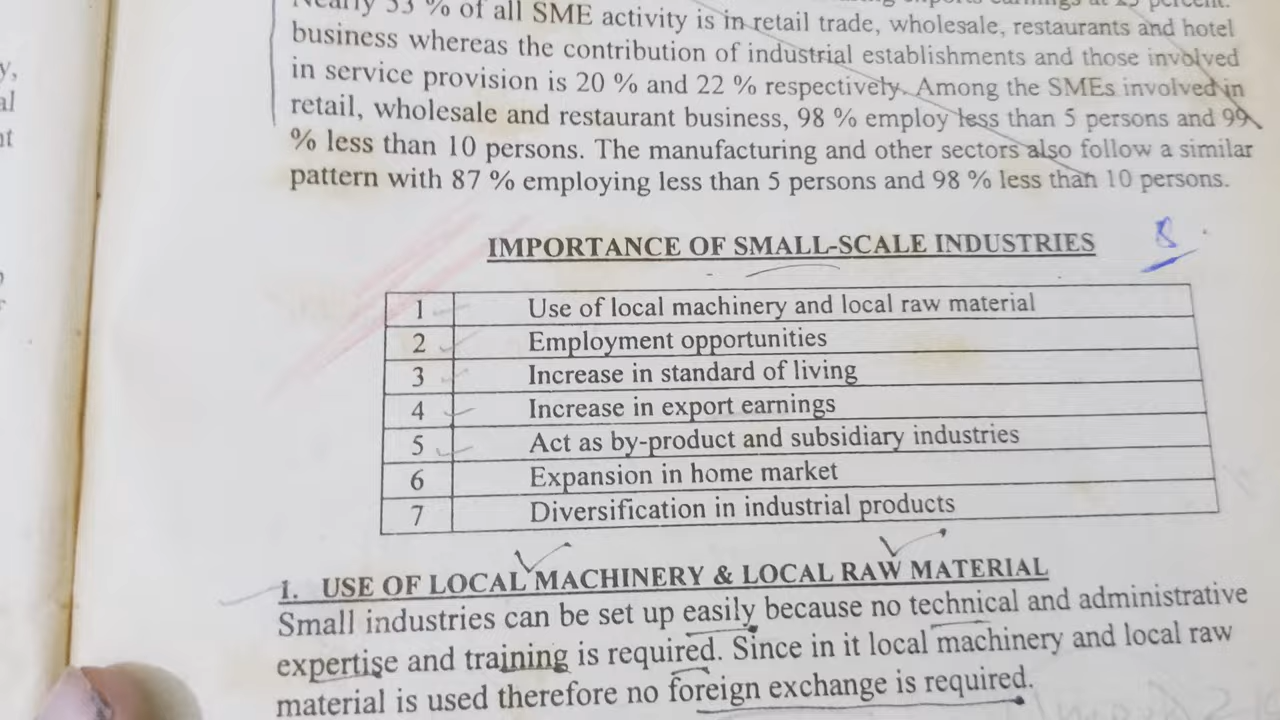 Nearly 53 % of all SME activity is in retail trade, wholesale, restaurants and hotel
business whereas the contribution of industrial establishments and those involved
in service provision is 20 % and 22 % respectively. Among the SMEs involved in
retail, wholesale and restaurant business, 98 % employ less than 5 persons and 99
% less than 10 persons. The manufacturing and other sectors also follow a similar
pattern with 87 % employing less than 5 persons and 98 % less than 10 persons.
IMPORTANCE OF SMALL-SCALE INDUSTRIES
1 Use of local machinery and local raw material
2 Employment opportunities
3 Increase in standard of living
4 Increase in export earnings
5 Act as by-product and subsidiary industries
6 Expansion in home market
7 Diversification in industrial products
1. USE OF LOCAL MACHINERY & LOCAL RAW MATERIAL
Small industries can be set up easily because no technical and administrative
expertise and training is required. Since in it local machinery and local raw
material is used therefore no foreign exchange is required.